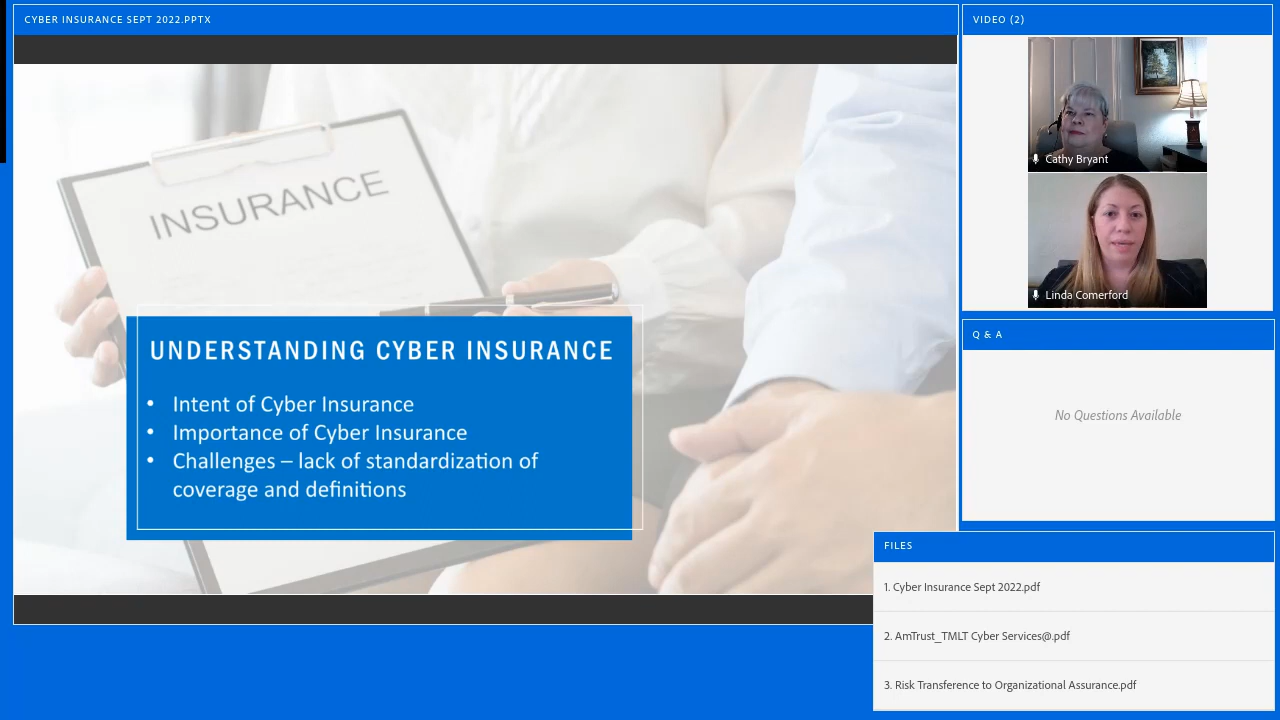 CYBER INSURANCE SEPT 2022.PPTX
INSURANCE
UNDERSTANDING CYBER INSURANCE
• Intent of Cyber Insurance
• Importance of Cyber Insurance
• Challenges – lack of standardization of
coverage and definitions
VIDEO (2)
Cathy Bryant
Linda Comerford
Q & A
No Questions Available
FILES
1. Cyber Insurance Sept 2022.pdf
2. AmTrust_TMLT Cyber Services@.pdf
3. Risk Transference to Organizational Assurance.pdf